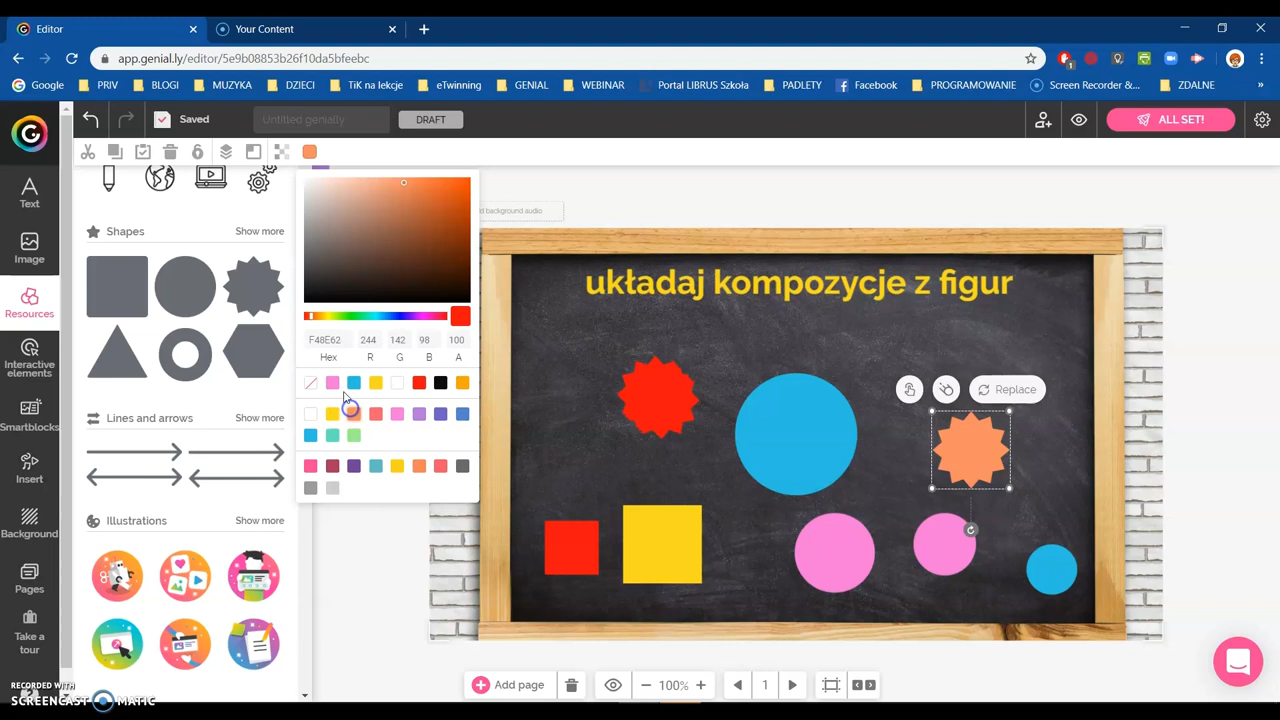 Editor
Your Content
app.genial.ly/editor/5e9b08853b26f10da5bfeebc
Google PRIV BLOGI MUZYKA DZIECI TiK na lekcje eTwinning GENIAL WEBINAR Portal LIBRUS Szkoła PADLETY Facebook PROGRAMOWANIE Screen Recorder &... ZDALNE »
Saved
Untitled genially
DRAFT
ALL SET!
Text
Image
Resources
Interactive
elements
Smartblocks
Insert
Background
Pages
Take a
tour
Shapes Show more
Lines and arrows Show more
Illustrations Show more
F48E62 244 142 98 100
Hex R G B A
background audio
układaj kompozycje z figur
Replace
Add page
100%
1
RECORDED WITH
SCREENCAST MATIC